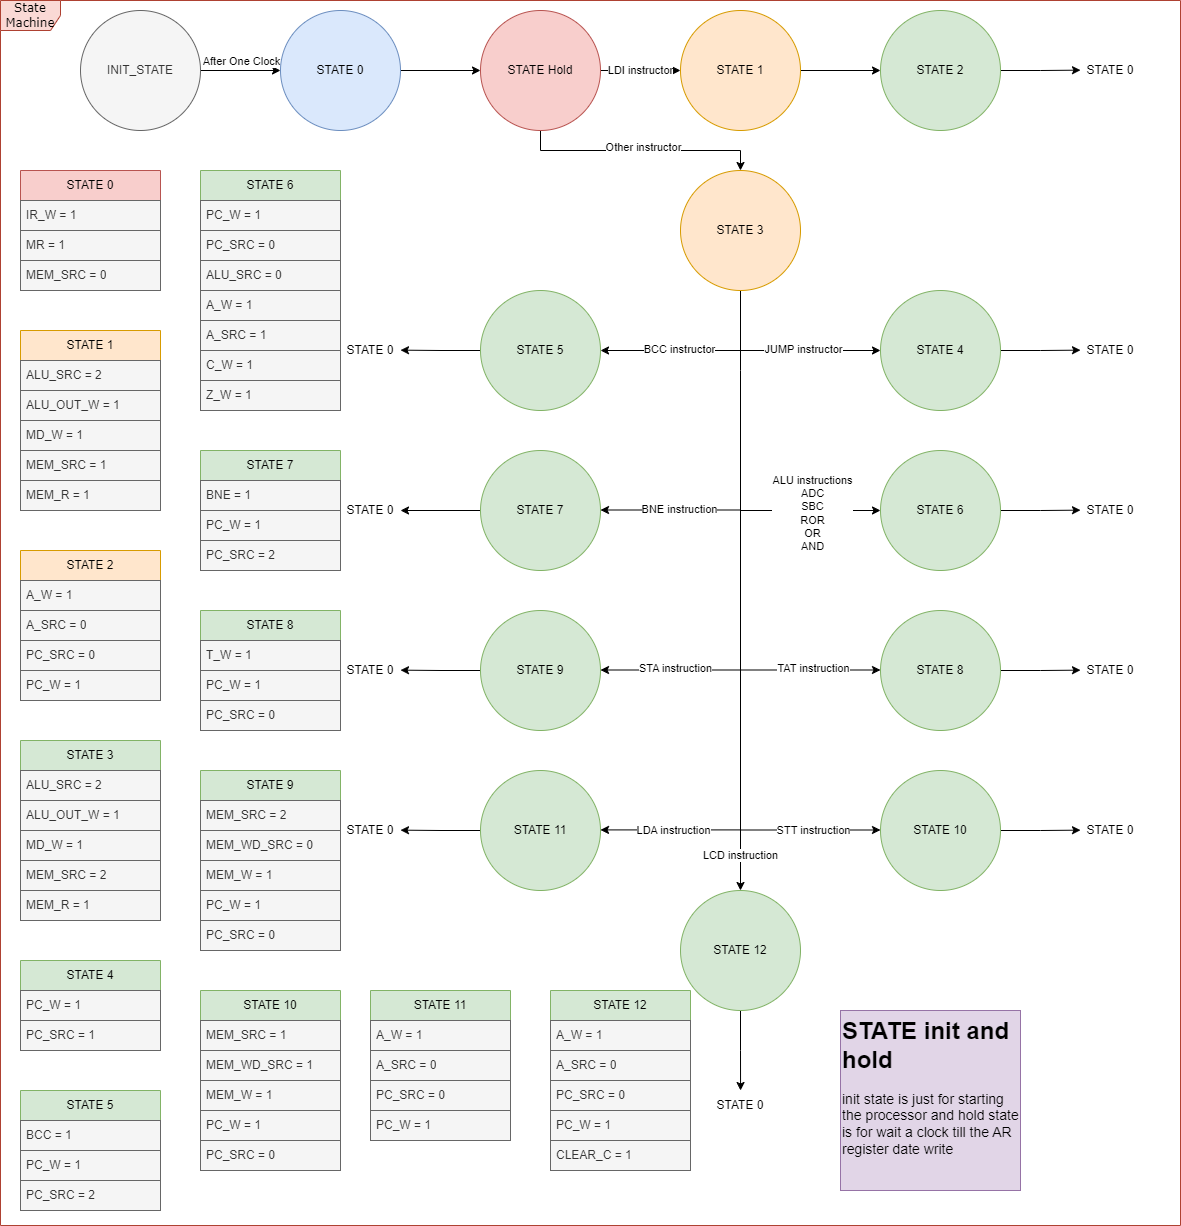 State
Machine
INIT_STATE
After One Clock
STATE 0
STATE Hold
LDI instructor
STATE 1
STATE 2
STATE 0
Other instructor
STATE 3
STATE 0
IR_W = 1
MR = 1
MEM_SRC = 0
STATE 6
PC_W = 1
PC_SRC = 0
ALU_SRC = 0
A_W = 1
A_SRC = 1
C_W = 1
Z_W = 1
STATE 0
STATE 5
BCC instructor
JUMP instructor
STATE 4
STATE 0
STATE 1
ALU_SRC = 2
ALU_OUT_W = 1
MD_W = 1
MEM_SRC = 1
MEM_R = 1
STATE 7
BNE = 1
PC_W = 1
PC_SRC = 2
STATE 0
STATE 7
BNE instruction
ALU instructions
ADC
SBC
ROR
OR
AND
STATE 6
STATE 0
STATE 2
A_W = 1
A_SRC = 0
PC_SRC = 0
PC_W = 1
STATE 8
T_W = 1
PC_W = 1
PC_SRC = 0
STATE 0
STATE 9
STA instruction
TAT instruction
STATE 8
STATE 0
STATE 3
ALU_SRC = 2
ALU_OUT_W = 1
MD_W = 1
MEM_SRC = 2
MEM_R = 1
STATE 9
MEM_SRC = 2
MEM_WD_SRC = 0
MEM_W = 1
PC_W = 1
PC_SRC = 0
STATE 0
STATE 11
LDA instruction
STT instruction
STATE 10
STATE 0
LCD instruction
STATE 12
STATE 0
STATE 4
PC_W = 1
PC_SRC = 1
STATE 5
BCC = 1
PC_W = 1
PC_SRC = 2
STATE 10
MEM_SRC = 1
MEM_WD_SRC = 1
MEM_W = 1
PC_W = 1
PC_SRC = 0
STATE 11
A_W = 1
A_SRC = 0
PC_SRC = 0
PC_W = 1
STATE 12
A_W = 1
A_SRC = 0
PC_SRC = 0
PC_W = 1
CLEAR_C = 1
STATE init and
hold
init state is just for starting
the processor and hold state
is for wait a clock till the AR
register date write